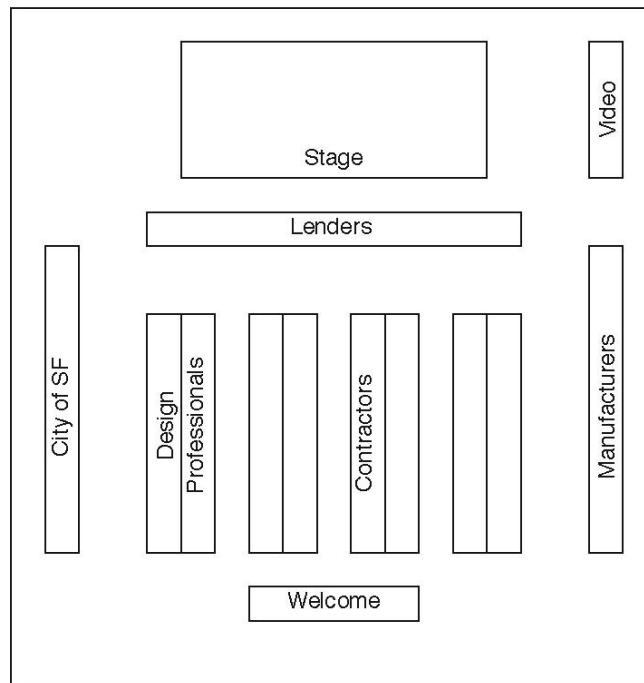 Stage
Video
Lenders
City of SF
Design
Professionals
Contractors
Manufacturers
Welcome